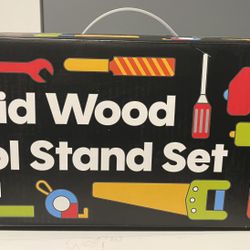 id Wood
ol Stand Set